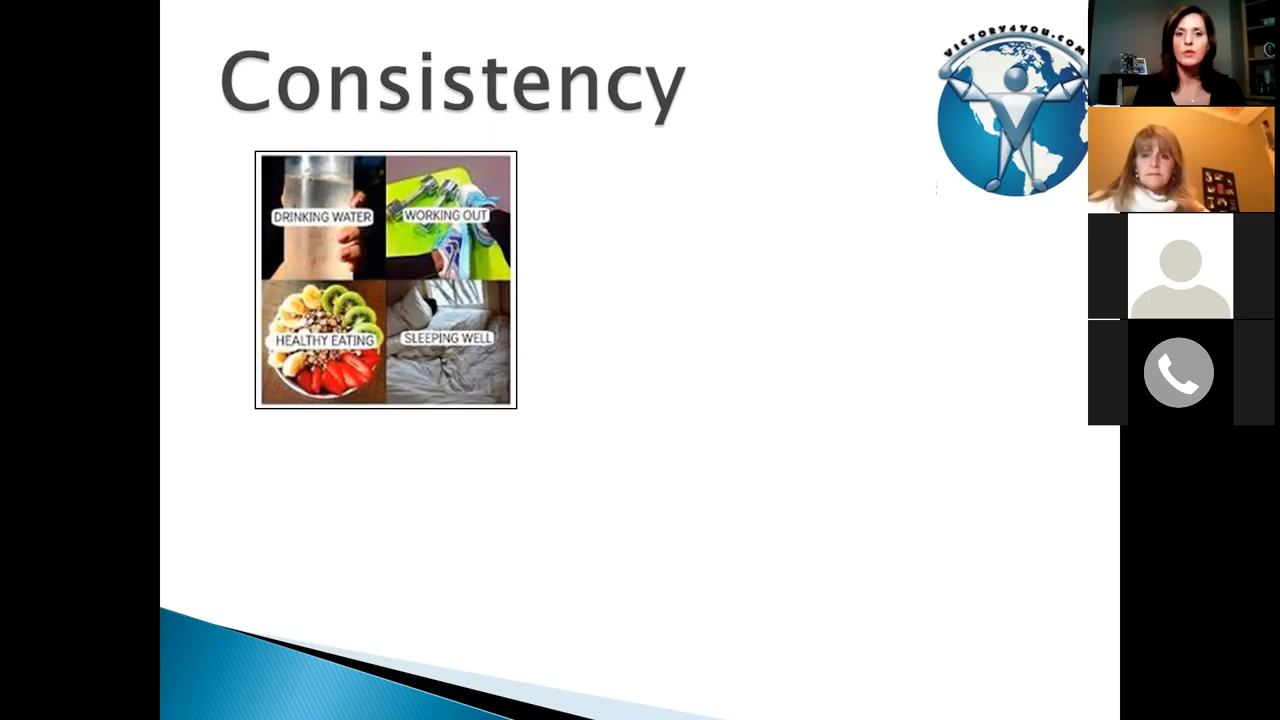 Consistency
VICTORY4YOU.COM
DRINKING WATER
WORKING OUT
HEALTHY EATING
SLEEPING WELL